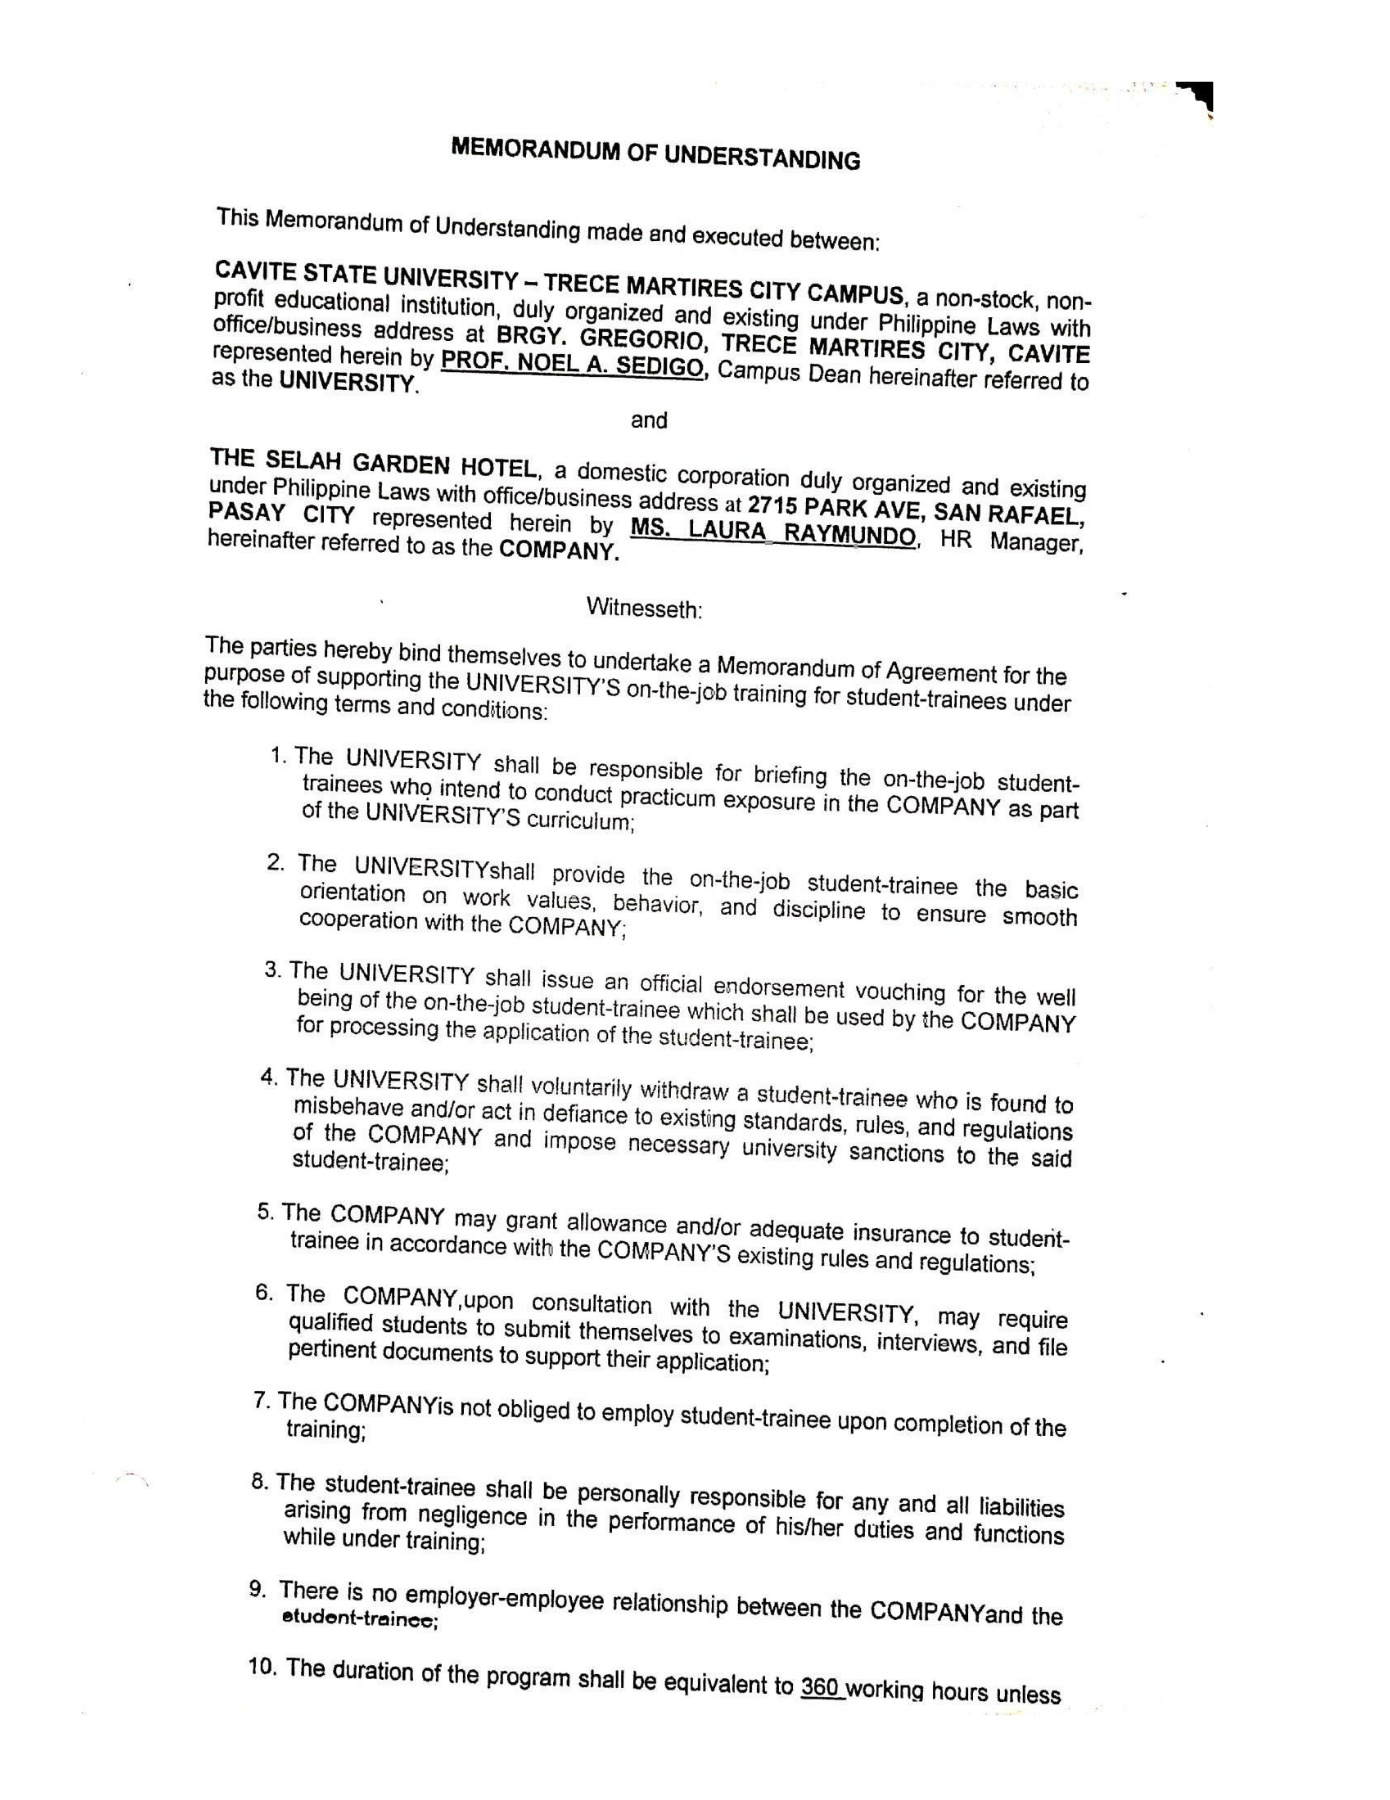 MEMORANDUM OF UNDERSTANDING
This Memorandum of Understanding made and executed between:
CAVITE STATE UNIVERSITY – TRECE MARTIRES CITY CAMPUS, a non-stock, non-
profit educational institution, duly organized and existing under Philippine Laws with
office/business address at BRGY. GREGORIO, TRECE MARTIRES CITY, CAVITE
represented herein by PROF. NOEL A. SEDIGO, Campus Dean hereinafter referred to
as the UNIVERSITY.
and
THE SELAH GARDEN HOTEL, a domestic corporation duly organized and existing
under Philippine Laws with office/business address at 2715 PARK AVE, SAN RAFAEL,
PASAY CITY represented herein by MS. LAURA RAYMUNDO, HR Manager,
hereinafter referred to as the COMPANY.
Witnesseth:
The parties hereby bind themselves to undertake a Memorandum of Agreement for the
purpose of supporting the UNIVERSITY'S on-the-job training for student-trainees under
the following terms and conditions:
1. The UNIVERSITY shall be responsible for briefing the on-the-job student-
trainees who intend to conduct practicum exposure in the COMPANY as part
of the UNIVERSITY'S curriculum;
2. The UNIVERSITYshall provide the on-the-job student-trainee the basic
orientation on work values, behavior, and discipline to ensure smooth
cooperation with the COMPANY;
3. The UNIVERSITY shall issue an official endorsement vouching for the well
being of the on-the-job student-trainee which shall be used by the COMPANY
for processing the application of the student-trainee;
4. The UNIVERSITY shall voluntarily withdraw a student-trainee who is found to
misbehave and/or act in defiance to existing standards, rules, and regulations
of the COMPANY and impose necessary university sanctions to the said
student-trainee;
5. The COMPANY may grant allowance and/or adequate insurance to student-
trainee in accordance with the COMPANY'S existing rules and regulations;
6. The COMPANY,upon consultation with the UNIVERSITY, may require
qualified students to submit themselves to examinations, interviews, and file
pertinent documents to support their application;
7. The COMPANYis not obliged to employ student-trainee upon completion of the
training;
8. The student-trainee shall be personally responsible for any and all liabilities
arising from negligence in the performance of his/her duties and functions
while under training;
9. There is no employer-employee relationship between the COMPANYand the
student-trainee;
10. The duration of the program shall be equivalent to 360 working hours unless